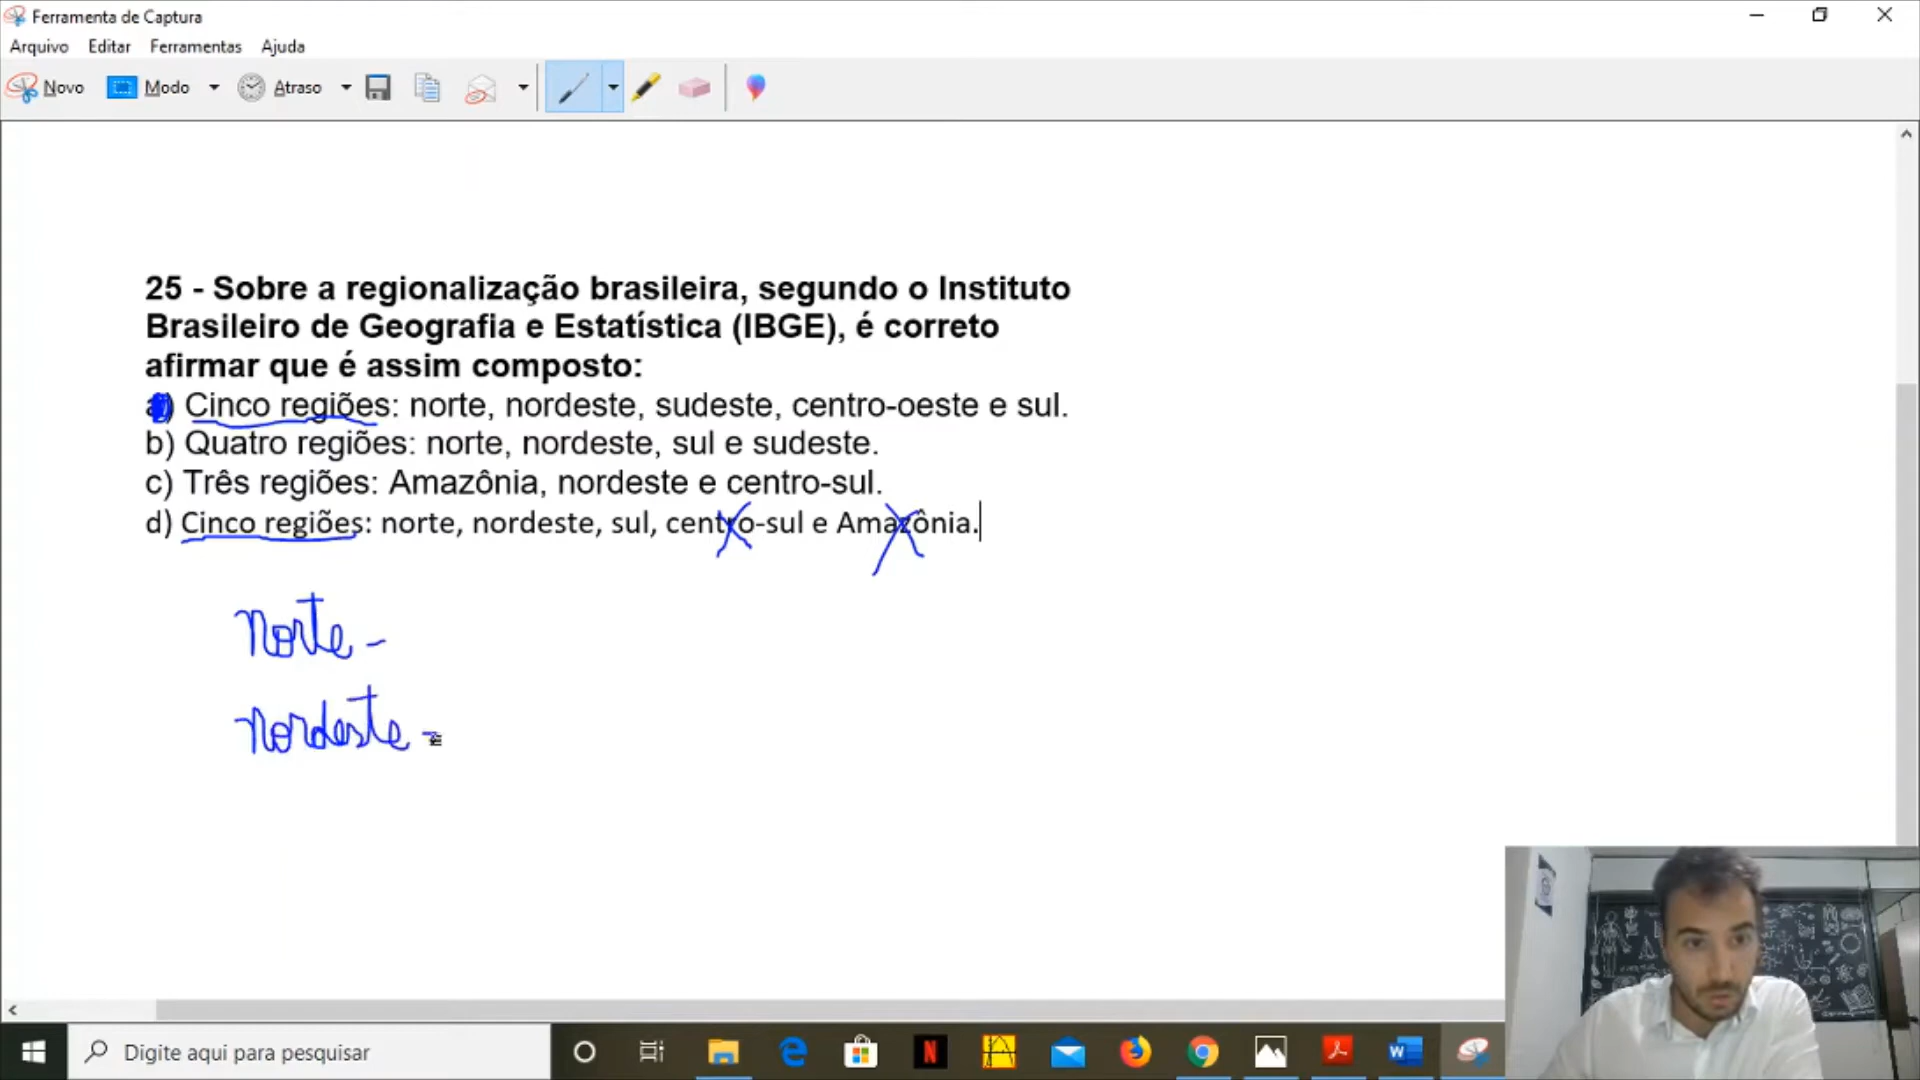 Ferramenta de Captura
Arquivo Editar Ferramentas Ajuda
Novo Modo Atraso
25 - Sobre a regionalização brasileira, segundo o Instituto
Brasileiro de Geografia e Estatística (IBGE), é correto
afirmar que é assim composto:
a) Cinco regiões: norte, nordeste, sudeste, centro-oeste e sul.
b) Quatro regiões: norte, nordeste, sul e sudeste.
c) Três regiões: Amazônia, nordeste e centro-sul.
d) Cinco regiões: norte, nordeste, sul, centro-sul e Amazônia.
Norte -
Nordeste -
Digite aqui para pesquisar